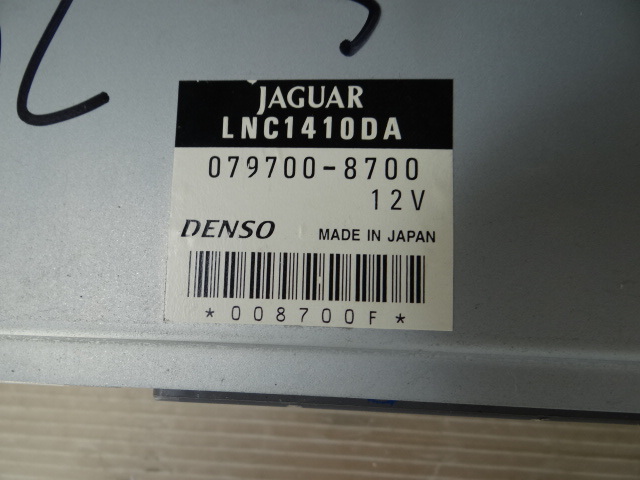 JAGUAR
LNC1410DA
079700-8700
12V
DENSO MADE IN JAPAN
*008700F*